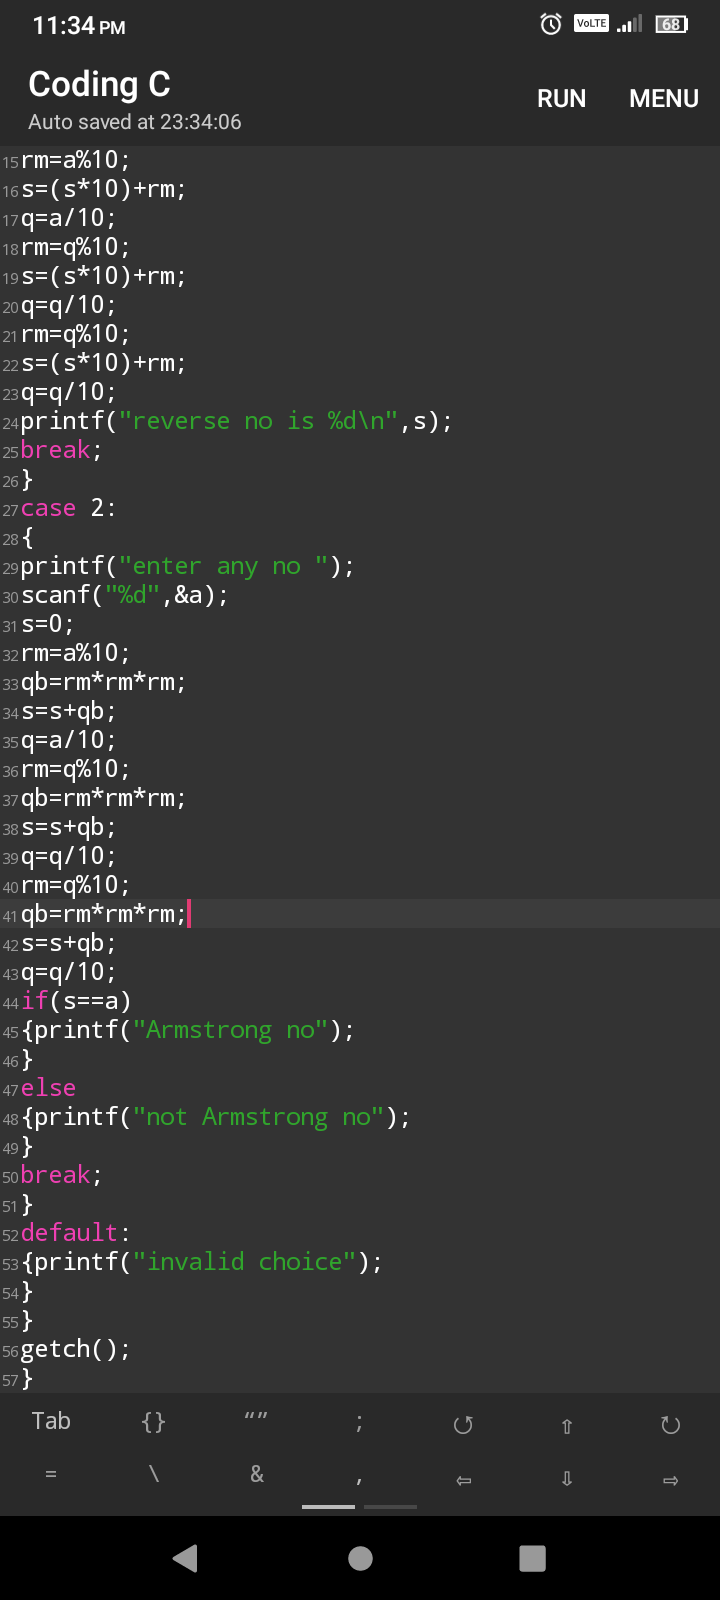 11:34 PM VoLTE 68
Coding C
RUN MENU
Auto saved at 23:34:06
15 rm=a%10;
16 s=(s*10)+rm;
17 q=a/10;
18 rm=q%10;
19 s=(s*10)+rm;
20 q=q/10;
21 rm=q%10;
22 s=(s*10)+rm;
23 q=q/10;
24 printf("reverse no is %d\n",s);
25 break;
26 }
27 case 2:
28 {
29 printf("enter any no ");
30 scanf("%d",&a);
31 s=0;
32 rm=a%10;
33 qb=rm*rm*rm;
34 s=s+qb;
35 q=a/10;
36 rm=q%10;
37 qb=rm*rm*rm;
38 s=s+qb;
39 q=q/10;
40 rm=q%10;
41 qb=rm*rm*rm;
42 s=s+qb;
43 q=q/10;
44 if(s==a)
45 {printf("Armstrong no");
46 }
47 else
48 {printf("not Armstrong no");
49 }
50 break;
51 }
52 default:
53 {printf("invalid choice");
54 }
55 }
56 getch();
57 }
Tab {} “” ; ↺ ⇧ ↻
= \ & , ⇦ ⇩ ⇨